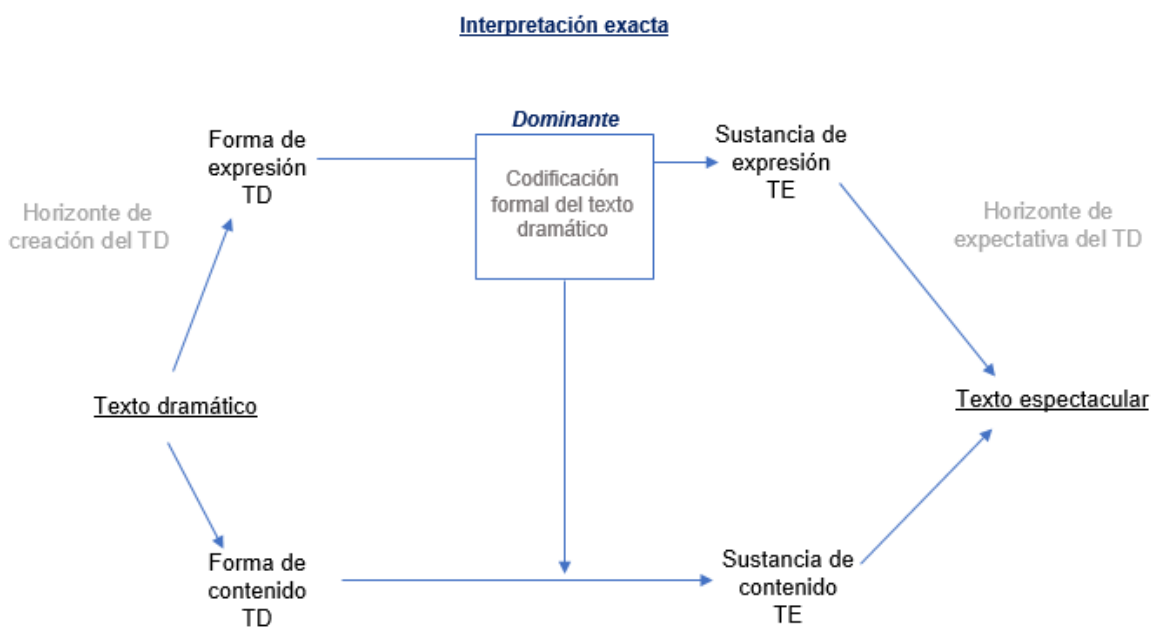 Interpretación exacta
Dominante
Forma de
expresión
TD
Codificación
formal del texto
dramático
Sustancia de
expresión
TE
Horizonte de
creación del TD
Horizonte de
expectativa del TD
Texto dramático
Texto espectacular
Forma de
contenido
TD
Sustancia de
contenido
TE